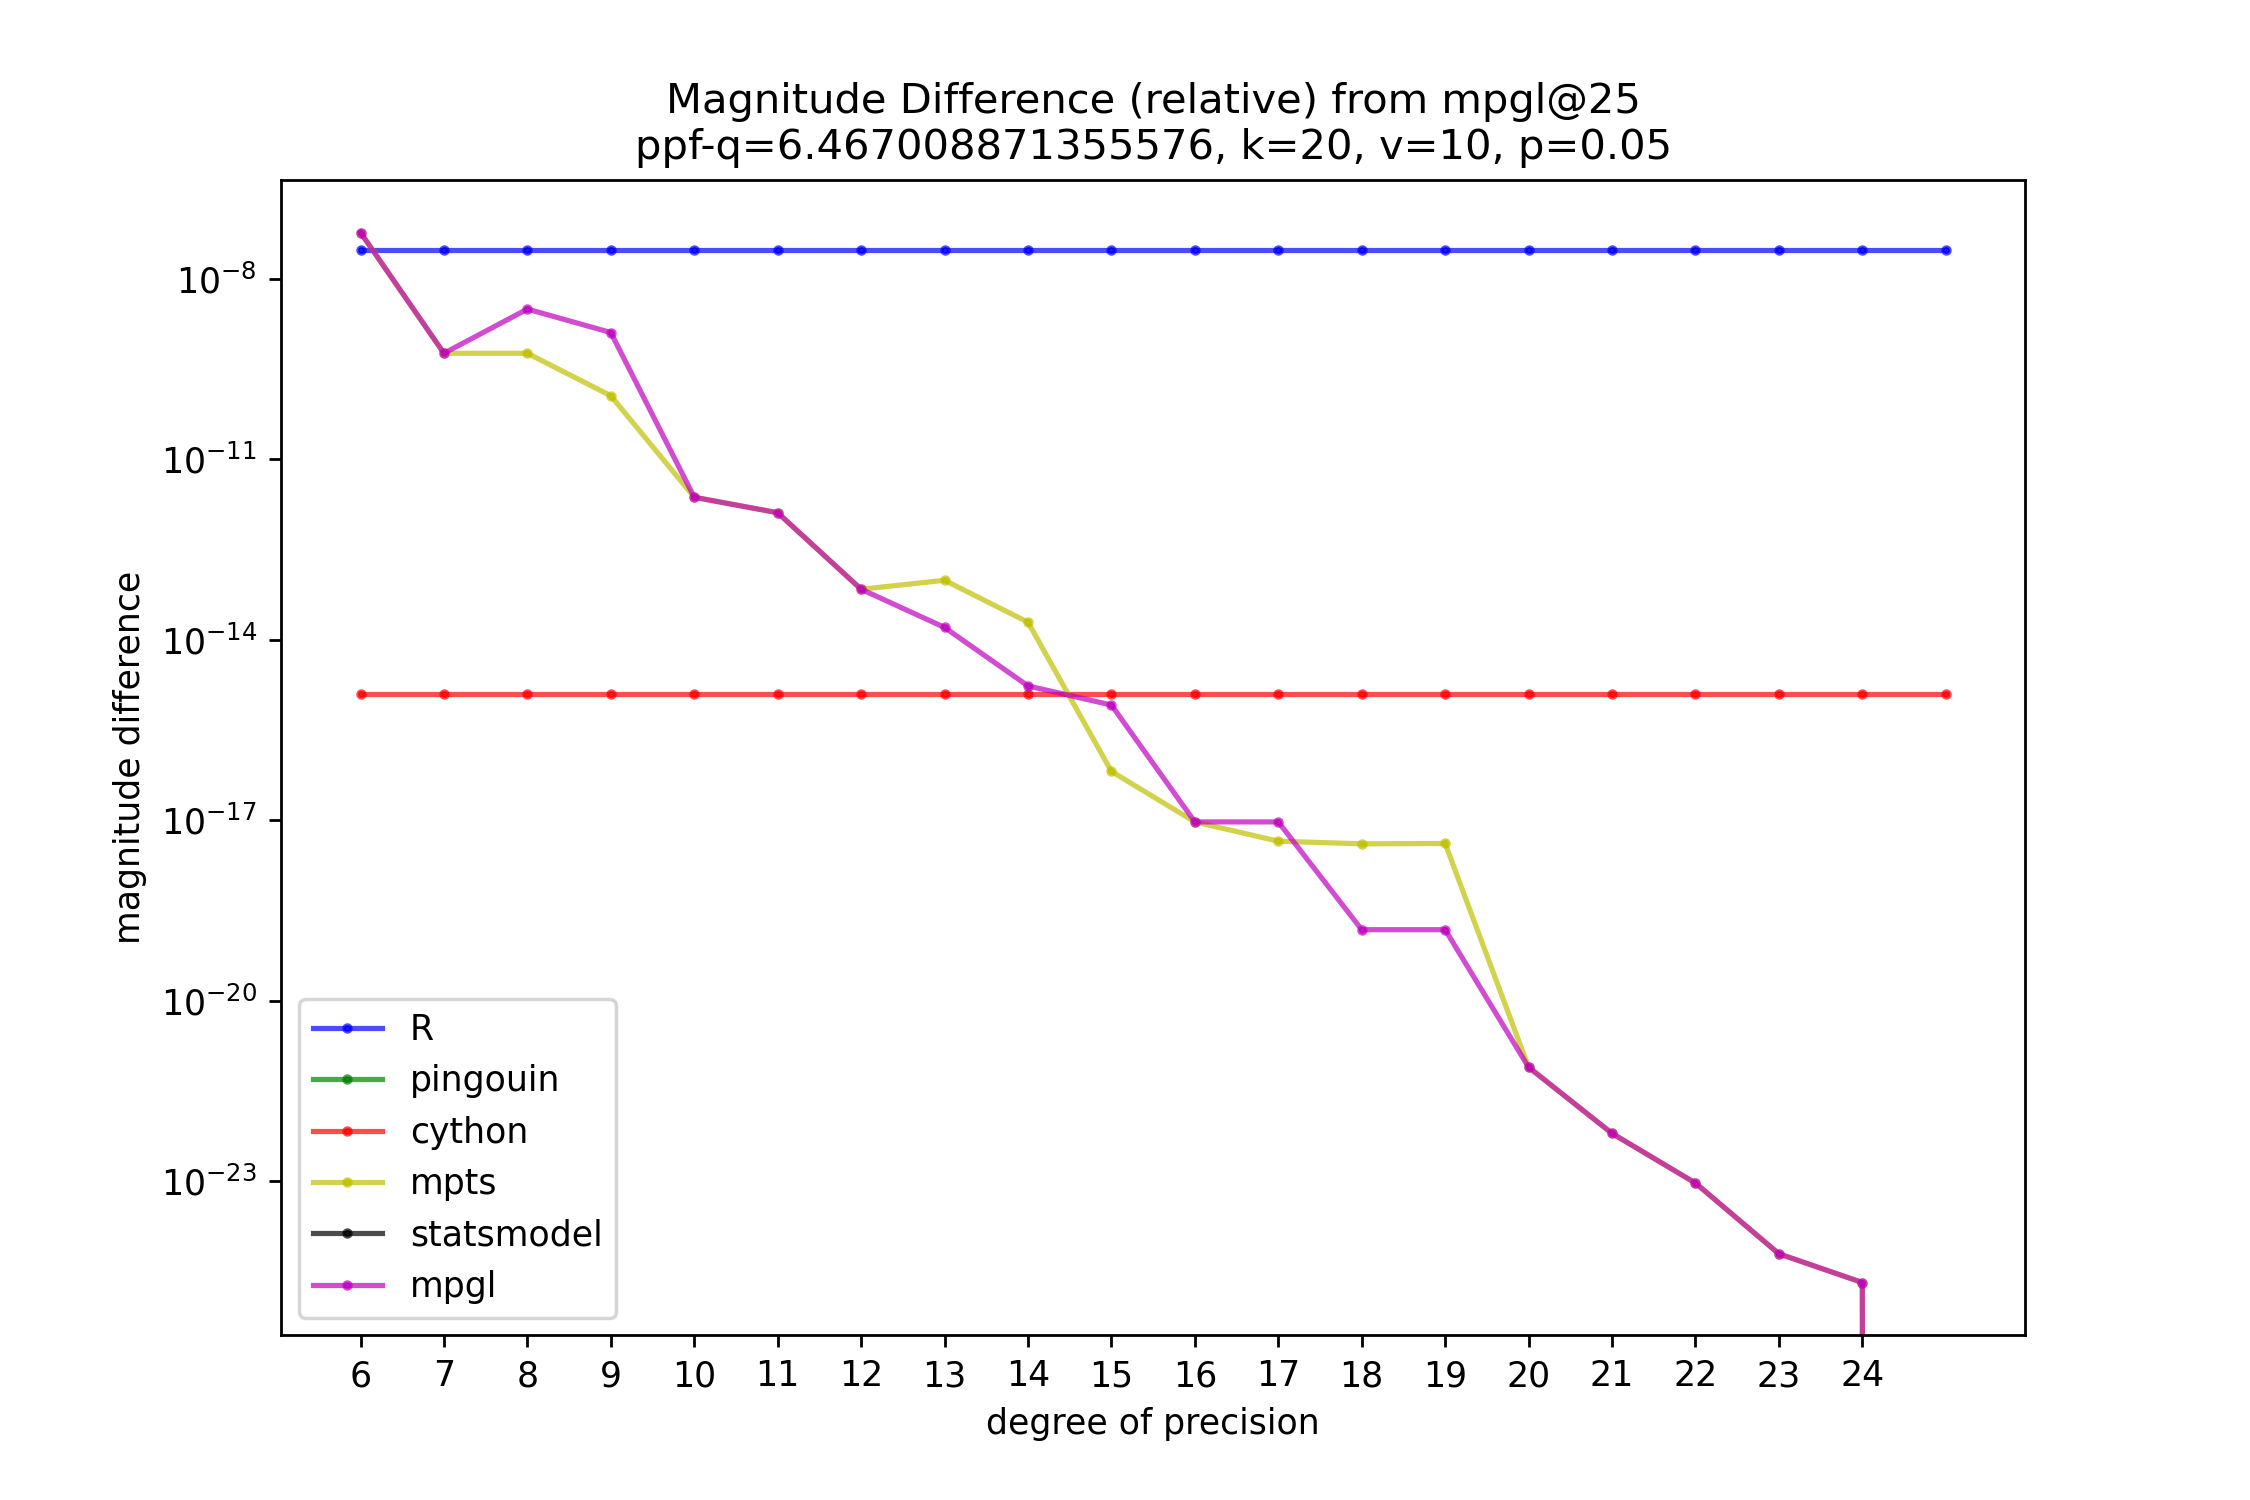 Magnitude Difference (relative) from mpgl@25
ppf-q=6.467008871355576, k=20, v=10, p=0.05
magnitude difference
10⁻⁸
10⁻¹¹
10⁻¹⁴
10⁻¹⁷
10⁻²⁰
10⁻²³
R
pingouin
cython
mpts
statsmodel
mpgl
6 7 8 9 10 11 12 13 14 15 16 17 18 19 20 21 22 23 24
degree of precision